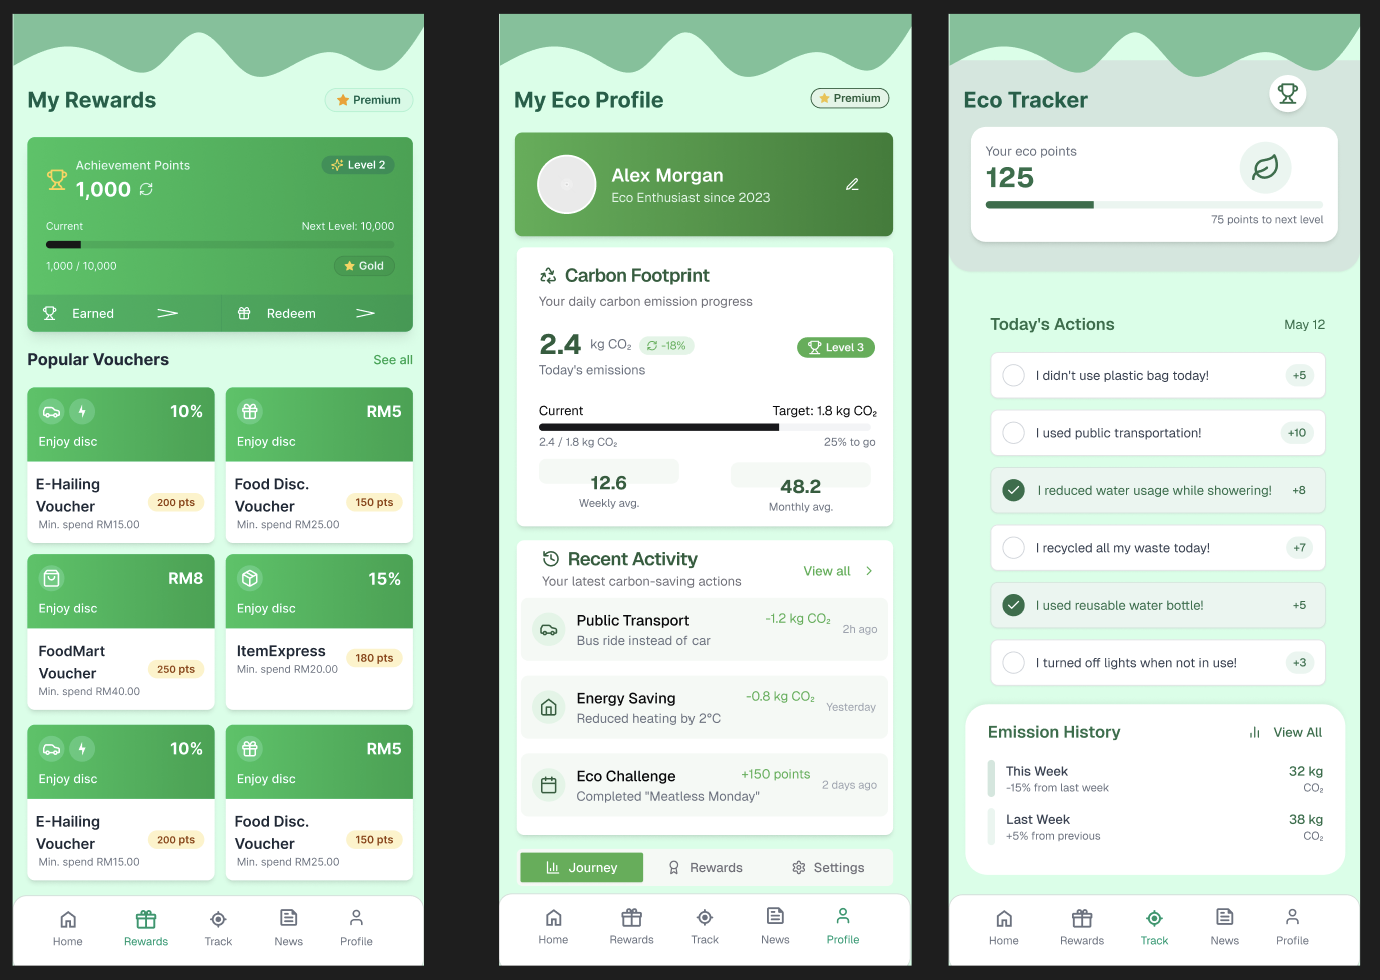 My Rewards
Premium
Achievement Points
Level 2
1,000
Current
Next Level: 10,000
1,000 / 10,000
Gold
Earned
Redeem
Popular Vouchers
See all
10%
Enjoy disc
E-Hailing
Voucher
200 pts
Min. spend RM15.00
RM5
Enjoy disc
Food Disc.
Voucher
150 pts
Min. spend RM25.00
RM8
Enjoy disc
FoodMart
Voucher
250 pts
Min. spend RM40.00
15%
Enjoy disc
ItemExpress
180 pts
Min. spend RM20.00
10%
Enjoy disc
E-Hailing
Voucher
200 pts
Min. spend RM15.00
RM5
Enjoy disc
Food Disc.
Voucher
150 pts
Min. spend RM25.00
Home
Rewards
Track
News
Profile
My Eco Profile
Premium
Alex Morgan
Eco Enthusiast since 2023
Carbon Footprint
Your daily carbon emission progress
2.4 kg CO₂ -18%
Level 3
Today's emissions
Current
Target: 1.8 kg CO₂
2.4 / 1.8 kg CO₂
25% to go
12.6
Weekly avg.
48.2
Monthly avg.
Recent Activity
Your latest carbon-saving actions
View all
Public Transport
-1.2 kg CO₂
2h ago
Bus ride instead of car
Energy Saving
-0.8 kg CO₂
Yesterday
Reduced heating by 2°C
Eco Challenge
+150 points
2 days ago
Completed "Meatless Monday"
Journey
Rewards
Settings
Home
Rewards
Track
News
Profile
Eco Tracker
Your eco points
125
75 points to next level
Today's Actions
May 12
I didn't use plastic bag today!
+5
I used public transportation!
+10
I reduced water usage while showering!
+8
I recycled all my waste today!
+7
I used reusable water bottle!
+5
I turned off lights when not in use!
+3
Emission History
View All
This Week
32 kg
-15% from last week
CO₂
Last Week
38 kg
+5% from previous
CO₂
Home
Rewards
Track
News
Profile